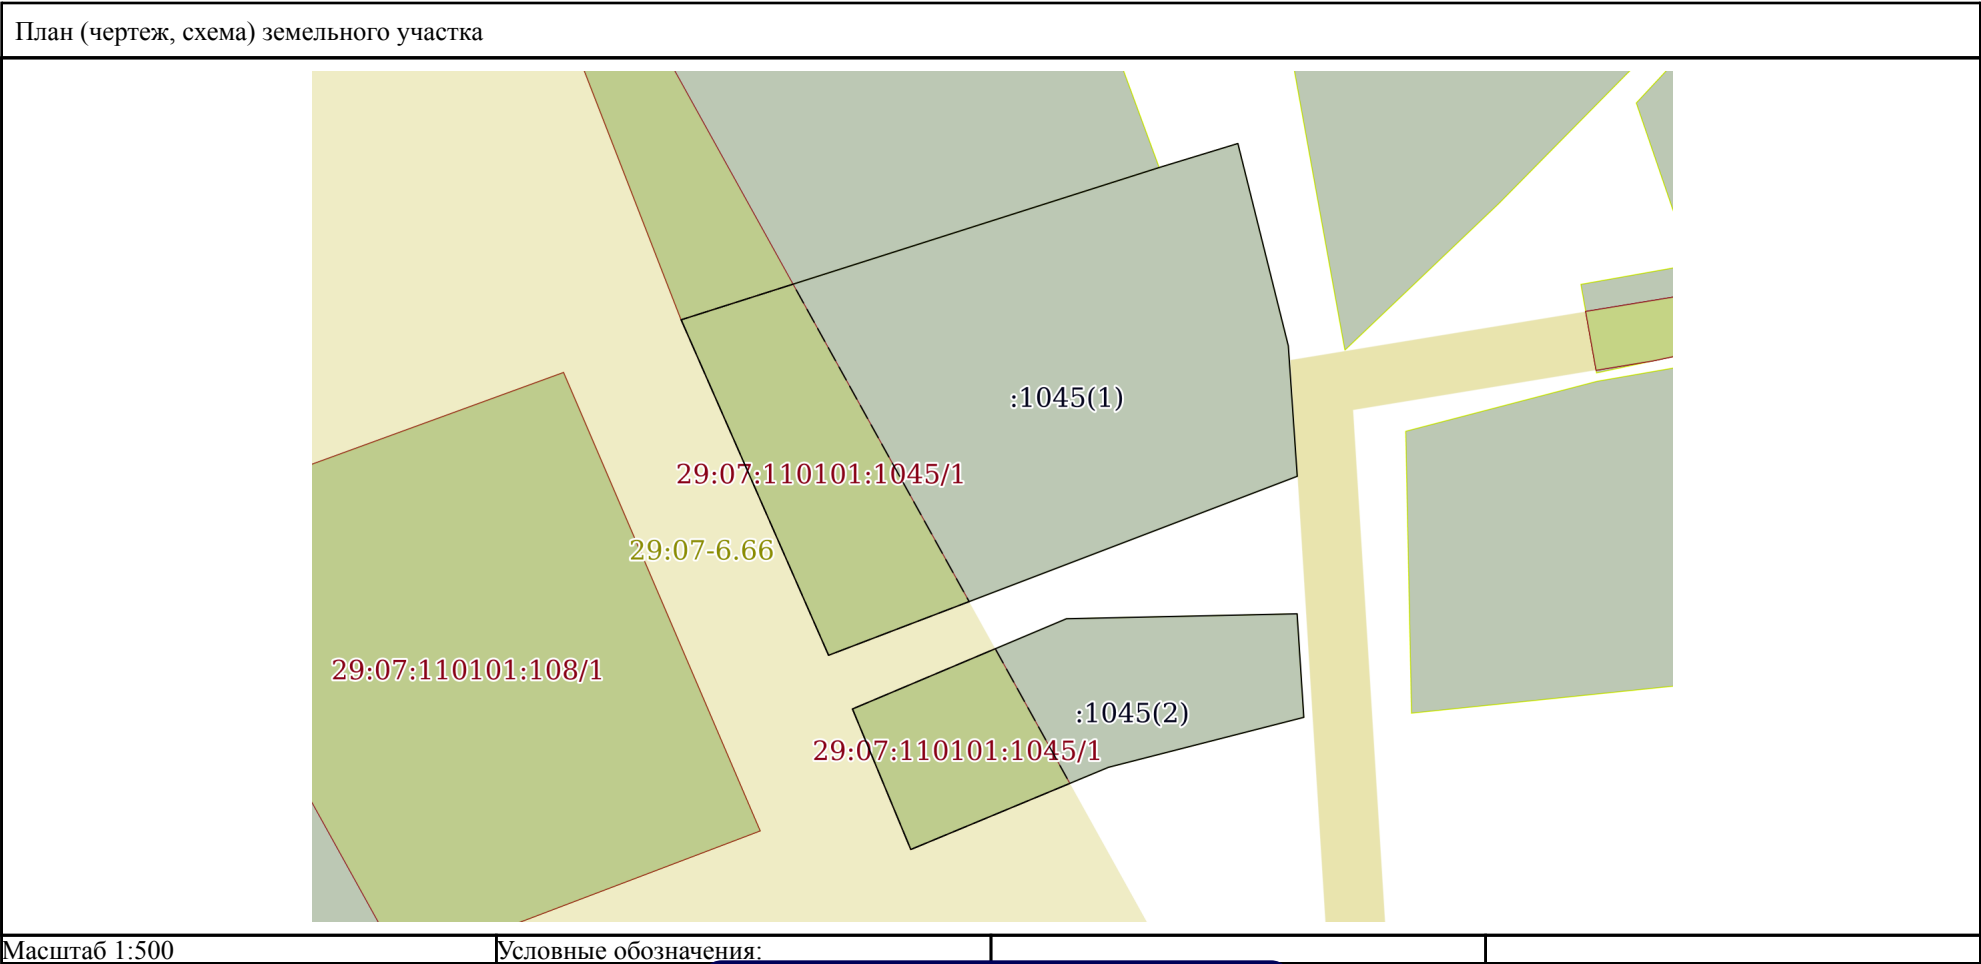 План (чертеж, схема) земельного участка
:1045(1)
29:07:110101:1045/1
29:07-6.66
29:07:110101:108/1
:1045(2)
29:07:110101:1045/1
Масштаб 1:500
Условные обозначения: